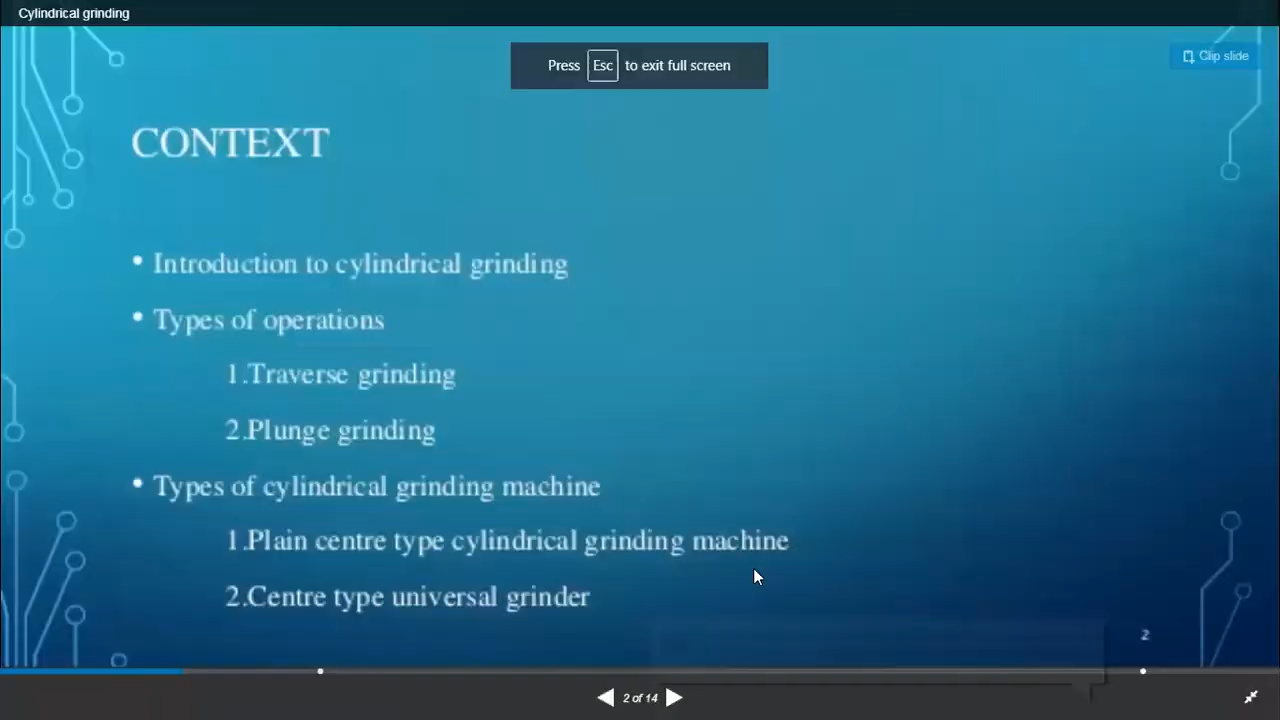 Cylindrical grinding
Press Esc to exit full screen
Clip slide
CONTEXT
• Introduction to cylindrical grinding
• Types of operations
1.Traverse grinding
2.Plunge grinding
• Types of cylindrical grinding machine
1.Plain centre type cylindrical grinding machine
2.Centre type universal grinder
2
2 of 14